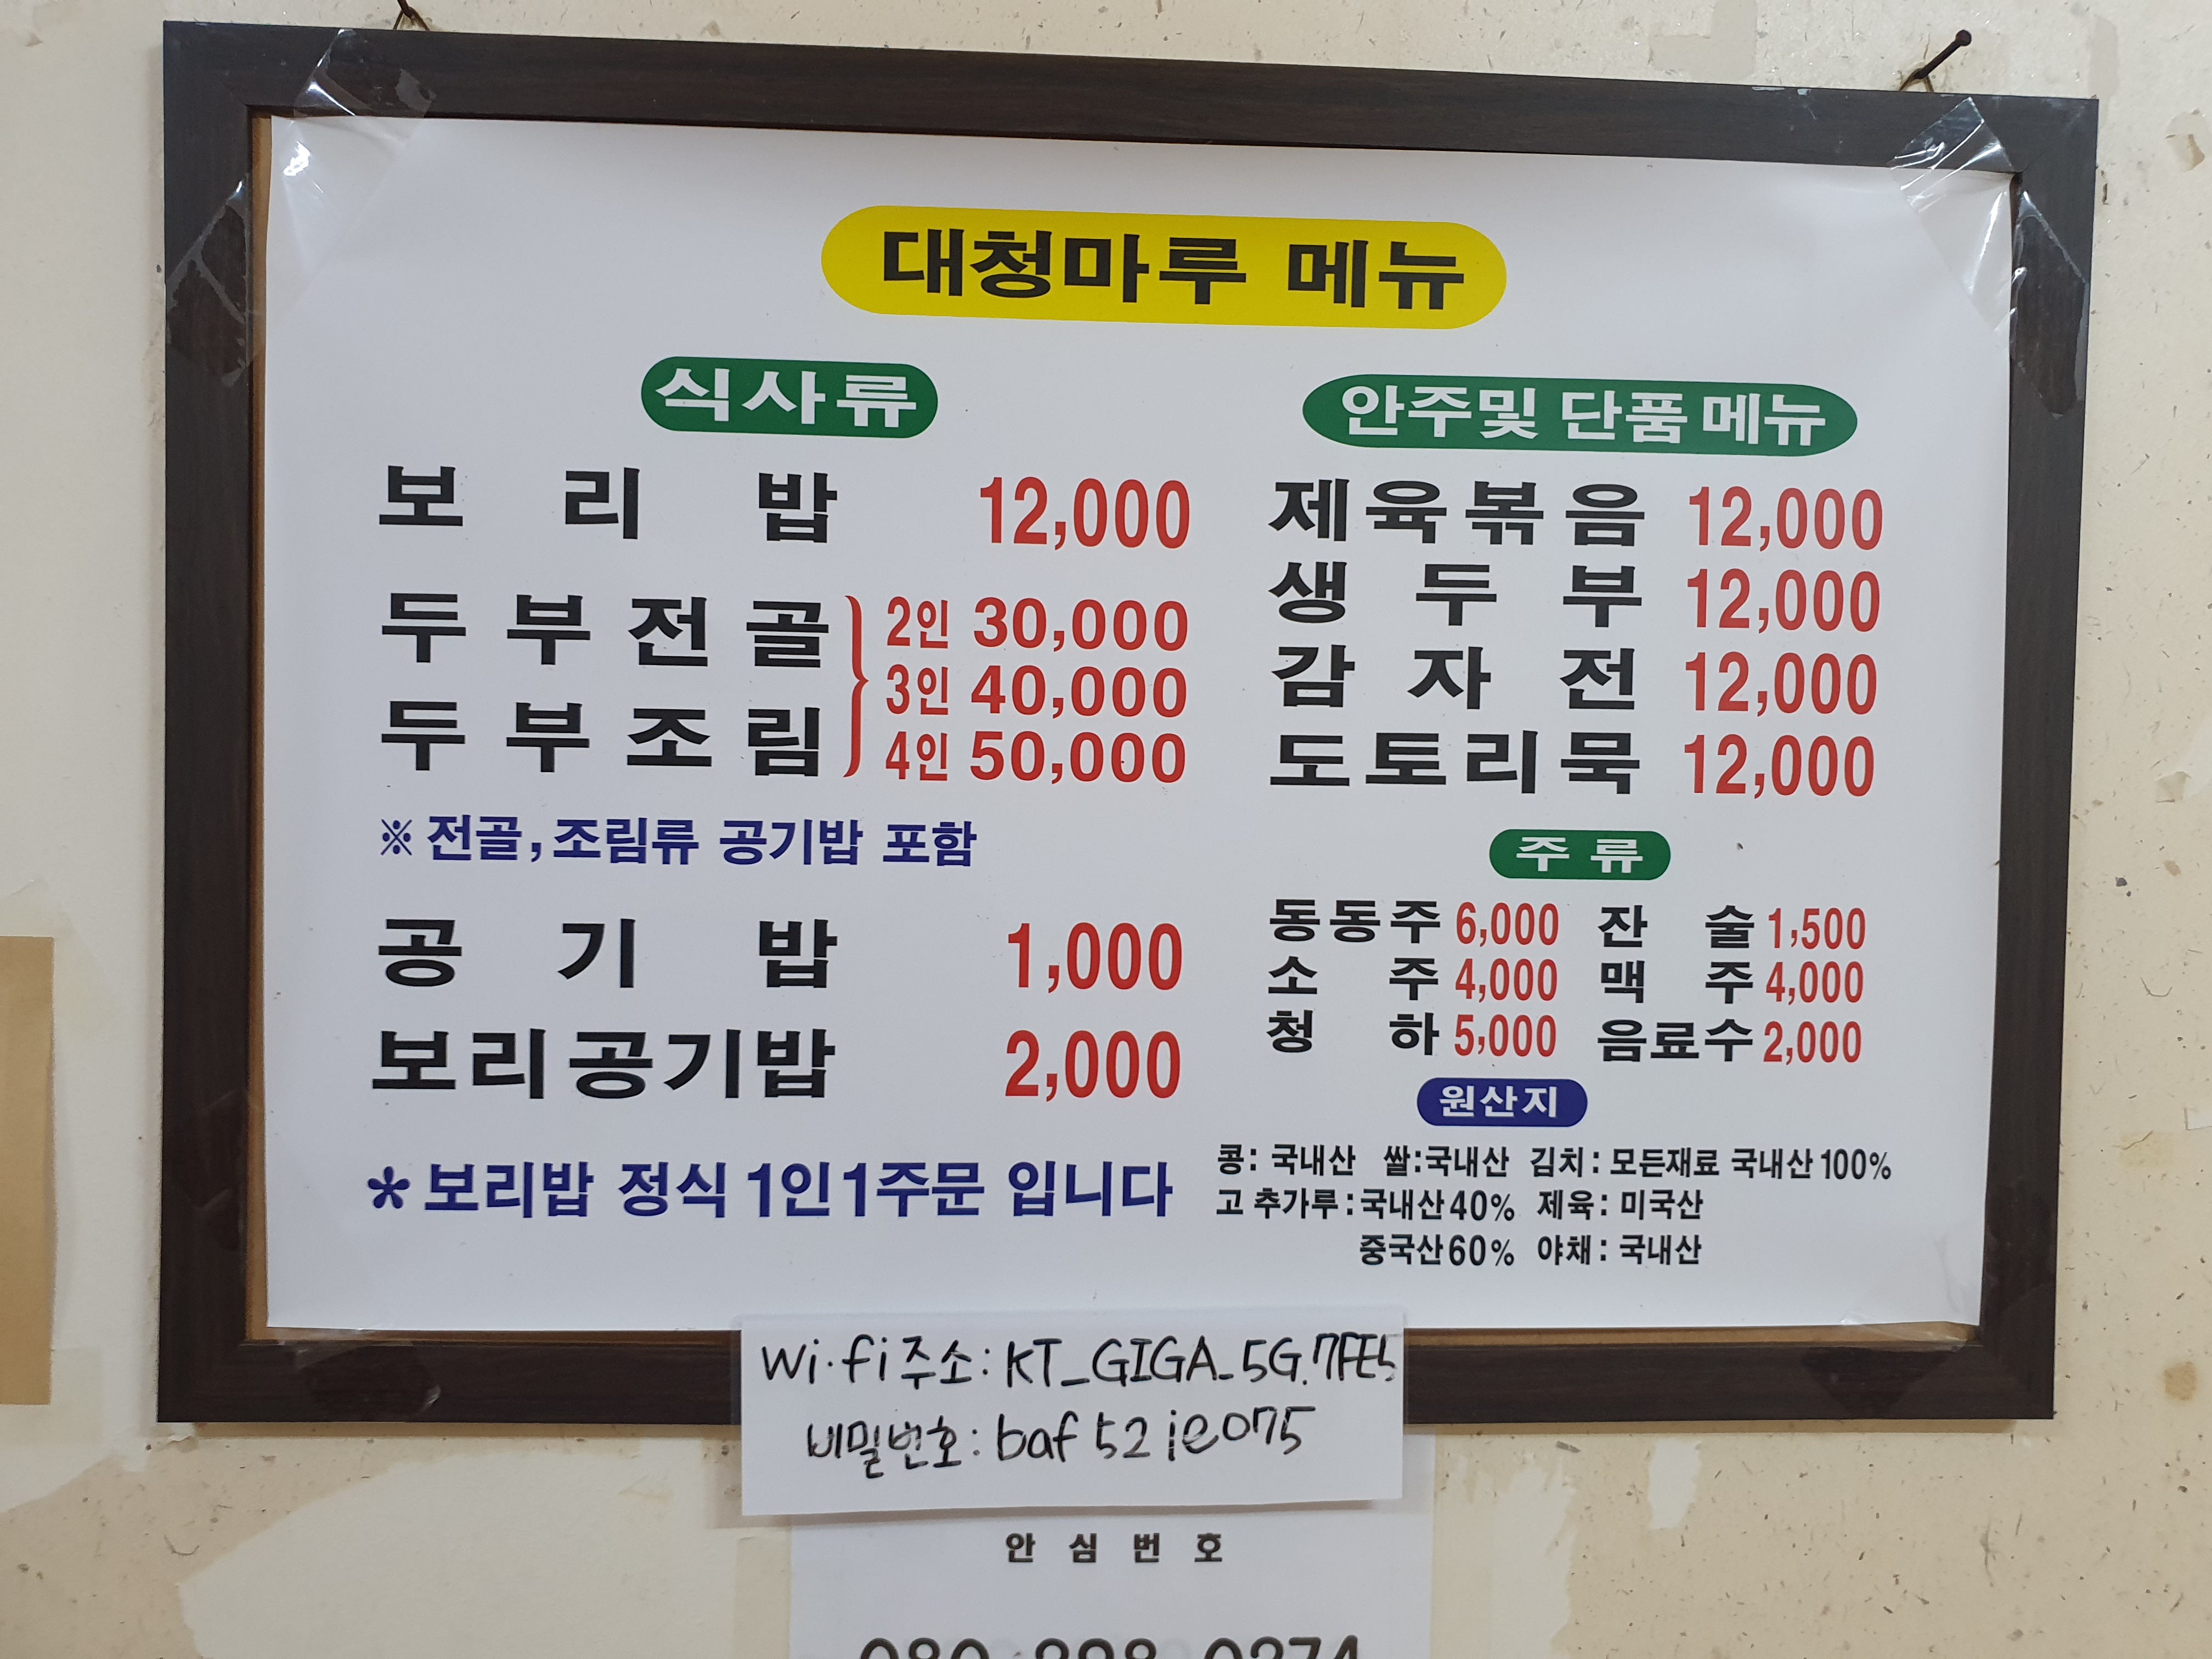 대청마루 메뉴
식사류
보리밥 12,000
두부전골
두부조림
2인 30,000
3인 40,000
4인 50,000
※ 전골, 조림류 공기밥 포함
공기밥 1,000
보리공기밥 2,000
* 보리밥 정식 1인1주문 입니다
안주및 단품 메뉴
제육볶음 12,000
생두부 12,000
감자전 12,000
도토리묵 12,000
주류
동동주 6,000 잔술 1,500
소주 4,000 맥주 4,000
청하 5,000 음료수 2,000
원산지
콩: 국내산 쌀:국내산 김치: 모든재료 국내산 100%
고추가루:국내산 40% 제육: 미국산
중국산 60% 야채: 국내산
Wi-fi 주소: KT_GIGA_5G_7FE5
비밀번호: baf52ie075
안심번호